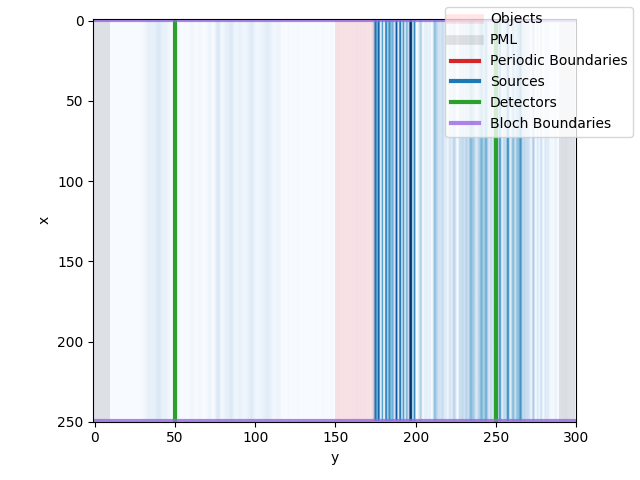 Objects
PML
Periodic Boundaries
Sources
Detectors
Bloch Boundaries
0
50
100
150
200
250
x
0
50
100
150
200
250
300
y